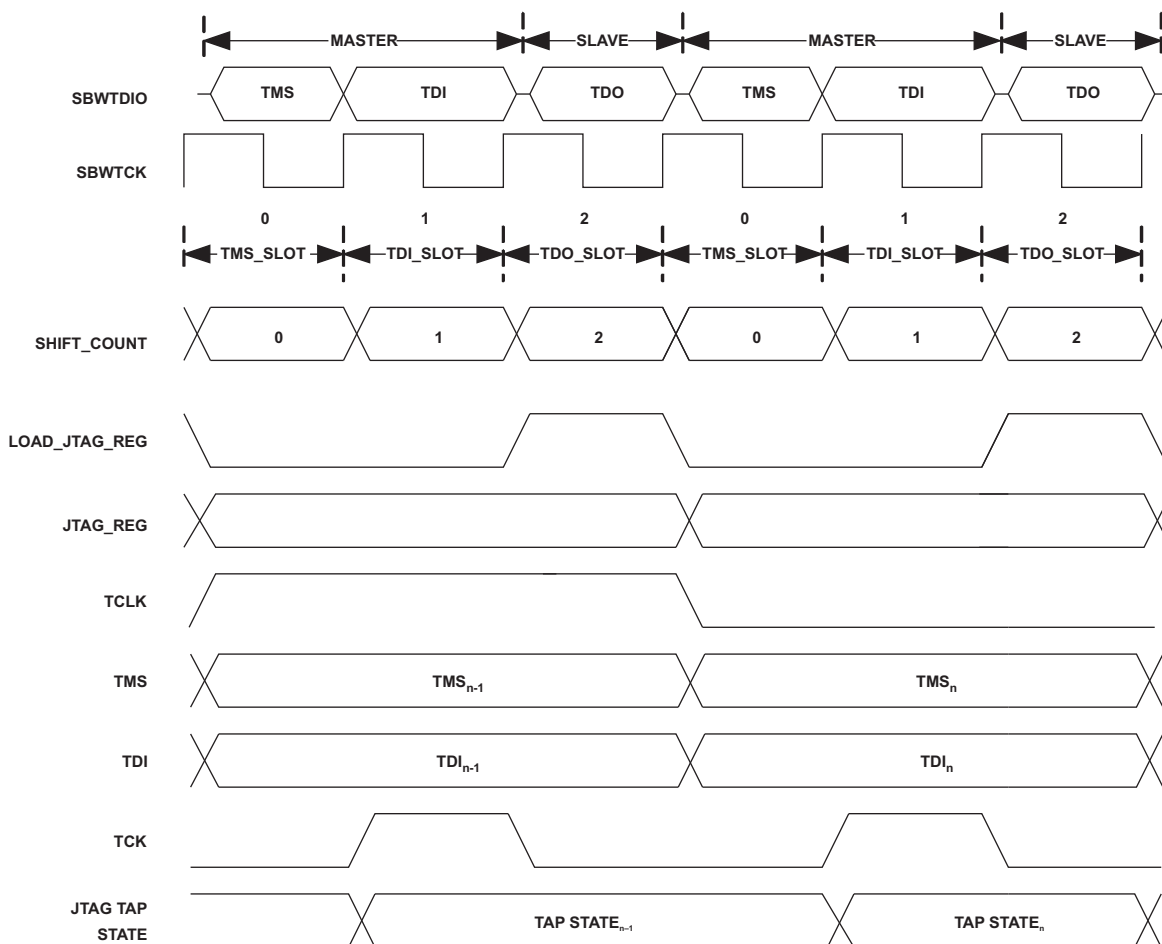 MASTER SLAVE MASTER SLAVE
SBWTDIO TMS TDI TDO TMS TDI TDO
SBWTCK
0 1 2 0 1 2
TMS_SLOT TDI_SLOT TDO_SLOT TMS_SLOT TDI_SLOT TDO_SLOT
SHIFT_COUNT 0 1 2 0 1 2
LOAD_JTAG_REG
JTAG_REG
TCLK
TMS TMSn-1 TMSn
TDI TDIn-1 TDIn
TCK
JTAG TAP
STATE TAP STATEn–1 TAP STATEn